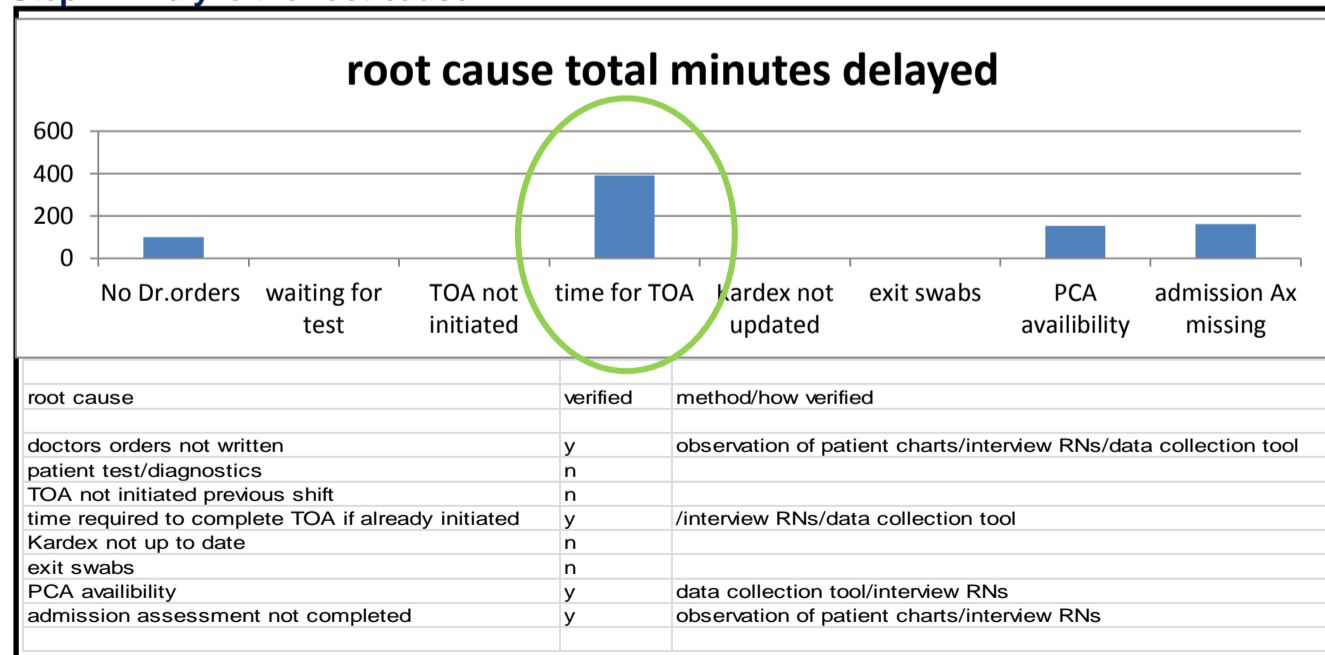 root cause total minutes delayed
600
400
200
0
No Dr.orders
waiting for
test
TOA not
initiated
time for TOA
Kardex not
updated
exit swabs
PCA
availibility
admission Ax
missing
root cause verified method/how verified
doctors orders not written y observation of patient charts/interview RNs/data collection tool
patient test/diagnostics n
TOA not initiated previous shift n
time required to complete TOA if already initiated y /interview RNs/data collection tool
Kardex not up to date n
exit swabs n
PCA availibility y data collection tool/interview RNs
admission assessment not completed y observation of patient charts/interview RNs